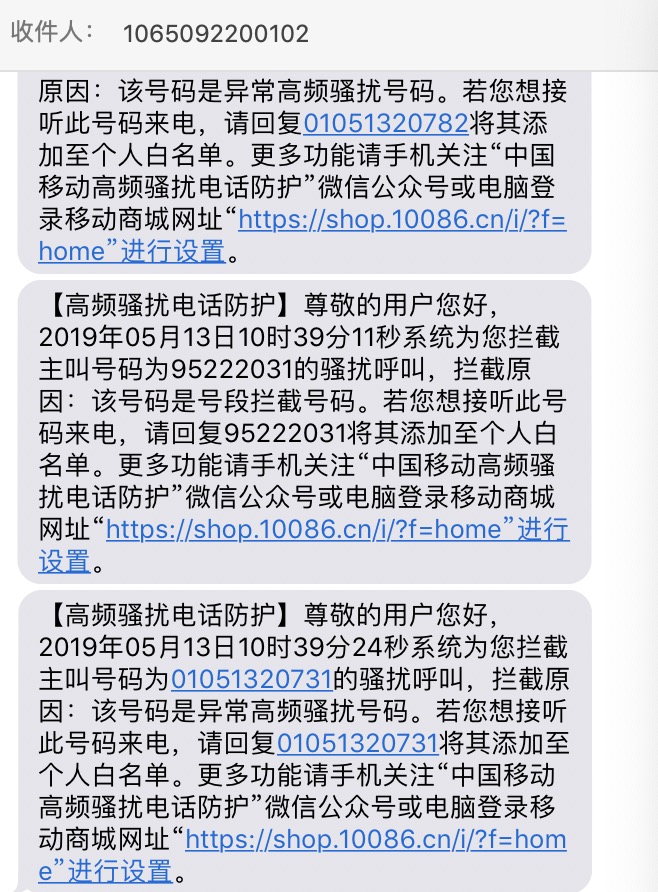 收件人： 1065092200102
原因：该号码是异常高频骚扰号码。若您想接
听此号码来电，请回复01051320782将其添
加至个人白名单。更多功能请手机关注“中国
移动高频骚扰电话防护”微信公众号或电脑登
录移动商城网址“https://shop.10086.cn/i/?f=
home”进行设置。
【高频骚扰电话防护】尊敬的用户您好，
2019年05月13日10时39分11秒系统为您拦截
主叫号码为95222031的骚扰呼叫，拦截原
因：该号码是号段拦截号码。若您想接听此号
码来电，请回复95222031将其添加至个人白
名单。更多功能请手机关注“中国移动高频骚
扰电话防护”微信公众号或电脑登录移动商城
网址“https://shop.10086.cn/i/?f=home”进行
设置。
【高频骚扰电话防护】尊敬的用户您好，
2019年05月13日10时39分24秒系统为您拦截
主叫号码为01051320731的骚扰呼叫，拦截原
因：该号码是异常高频骚扰号码。若您想接听
此号码来电，请回复01051320731将其添加至
个人白名单。更多功能请手机关注“中国移动
高频骚扰电话防护”微信公众号或电脑登录移
动商城网址“https://shop.10086.cn/i/?f=hom
e”进行设置。